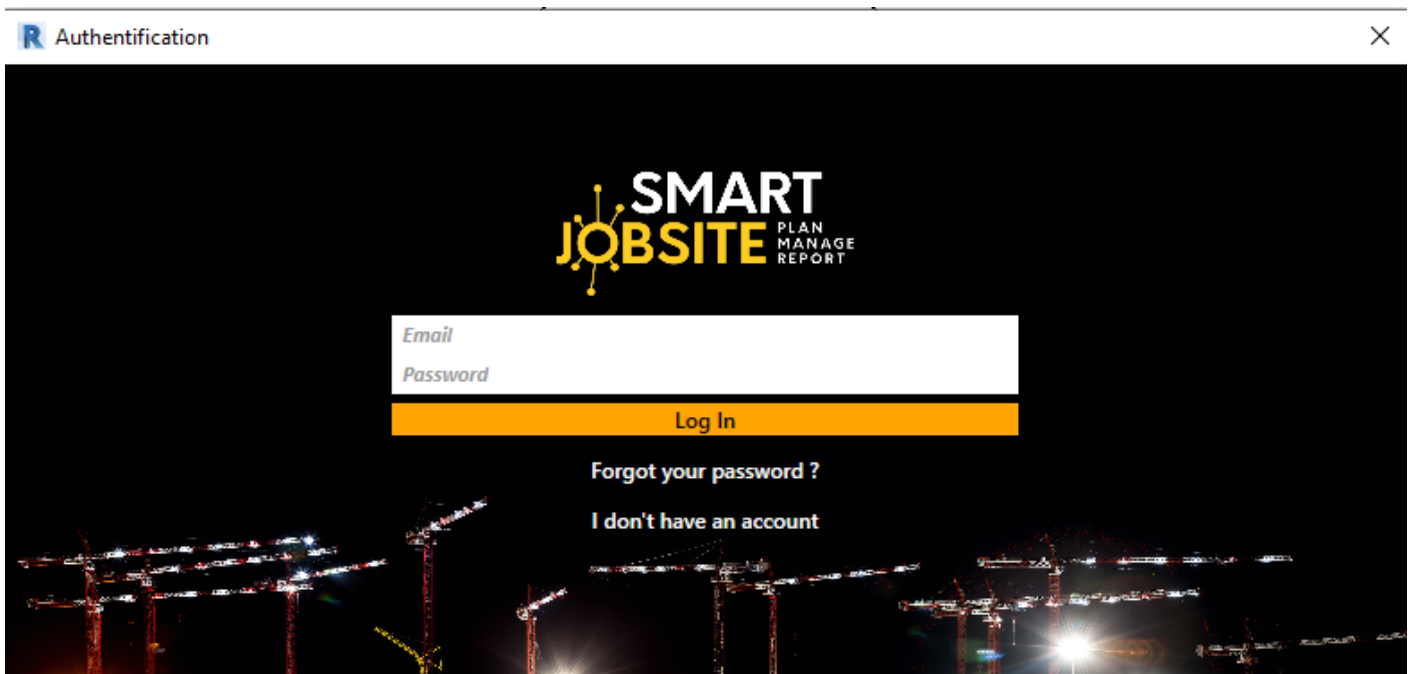 R Authentification
SMART
JOBSITE
PLAN
MANAGE
REPORT
Email
Password
Log In
Forgot your password ?
I don't have an account